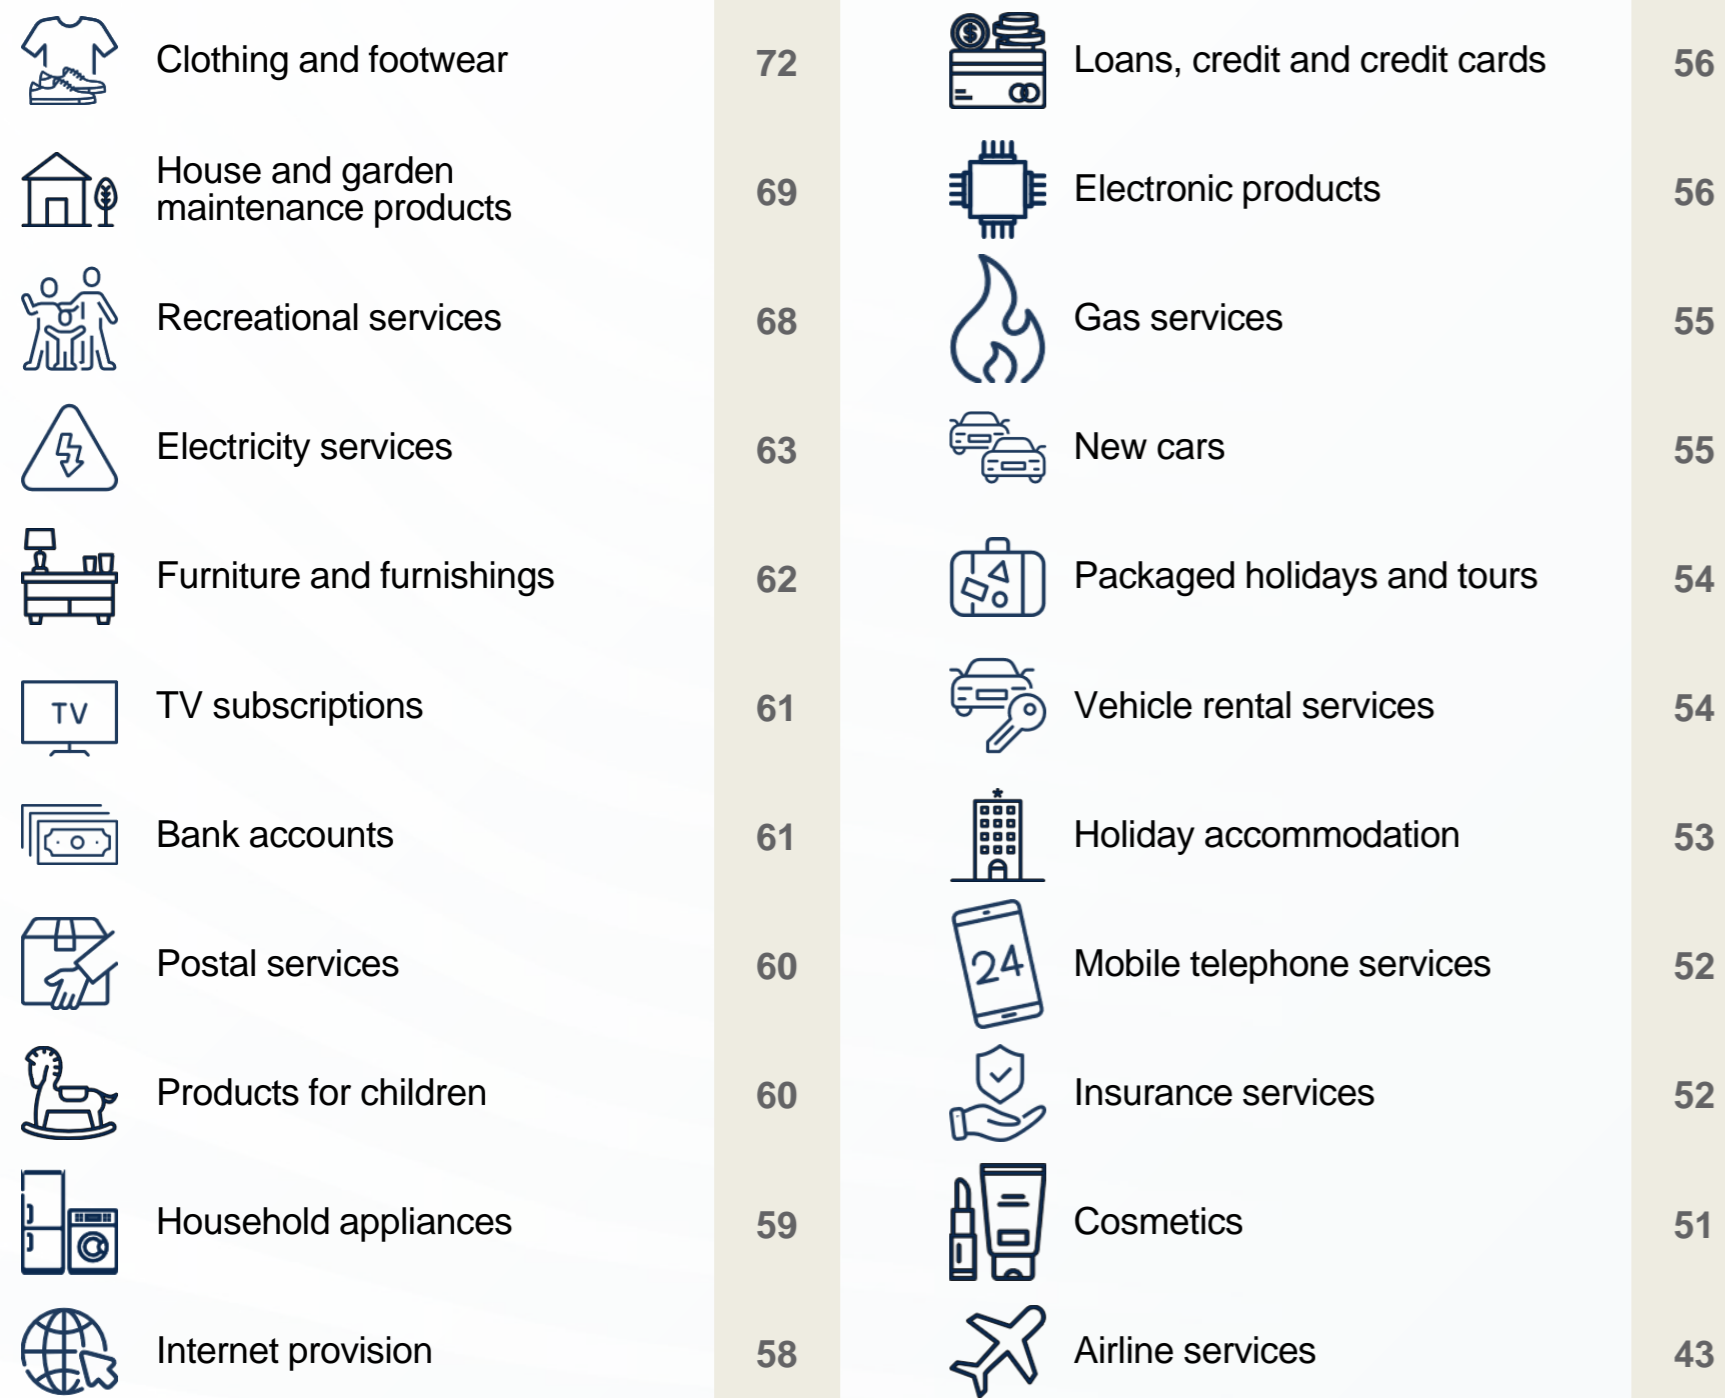 Clothing and footwear 72
House and garden
maintenance products 69
Recreational services 68
Electricity services 63
Furniture and furnishings 62
TV
TV subscriptions 61
Bank accounts 61
Postal services 60
Products for children 60
Household appliances 59
Internet provision 58
$
Loans, credit and credit cards 56
Electronic products 56
Gas services 55
New cars 55
Packaged holidays and tours 54
Vehicle rental services 54
Holiday accommodation 53
24
Mobile telephone services 52
Insurance services 52
Cosmetics 51
Airline services 43